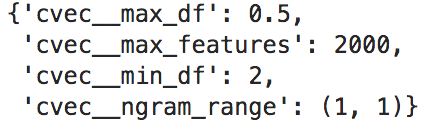 {'cvec__max_df': 0.5,
 'cvec__max_features': 2000,
 'cvec__min_df': 2,
 'cvec__ngram_range': (1, 1)}